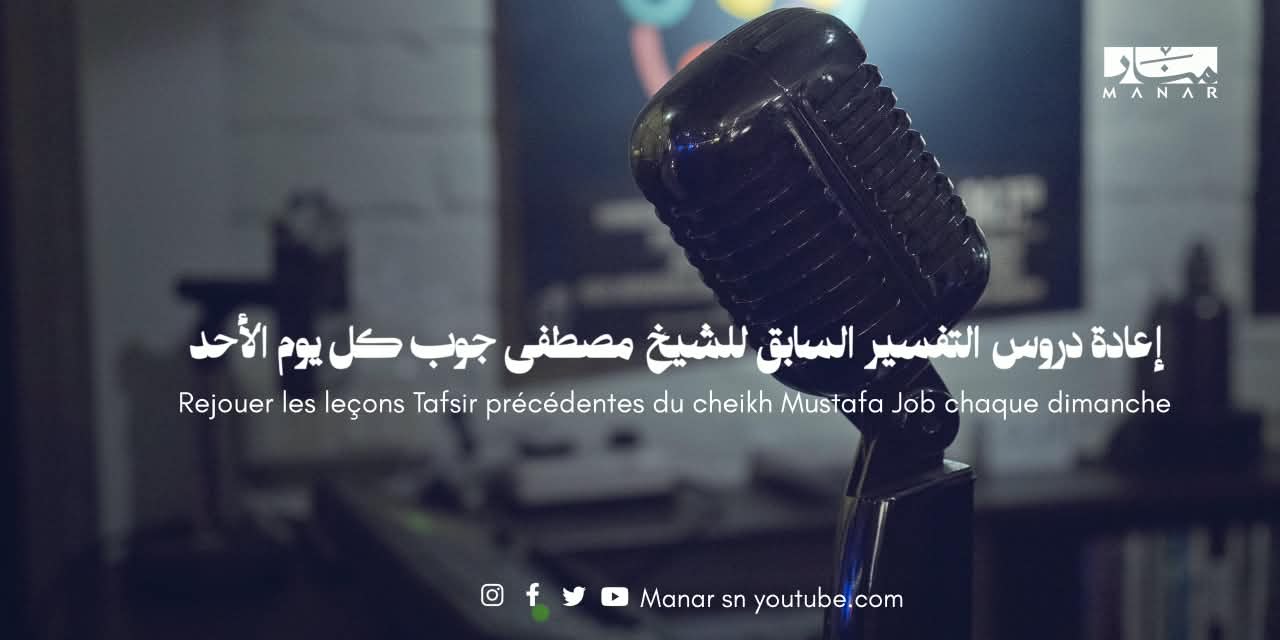 منار
MANAR
إعادة دروس التفسير السابق للشيخ مصطفى جوب كل يوم الأحد
Rejouer les leçons Tafsir précédentes du cheikh Mustafa Job chaque dimanche
Manar sn youtube.com